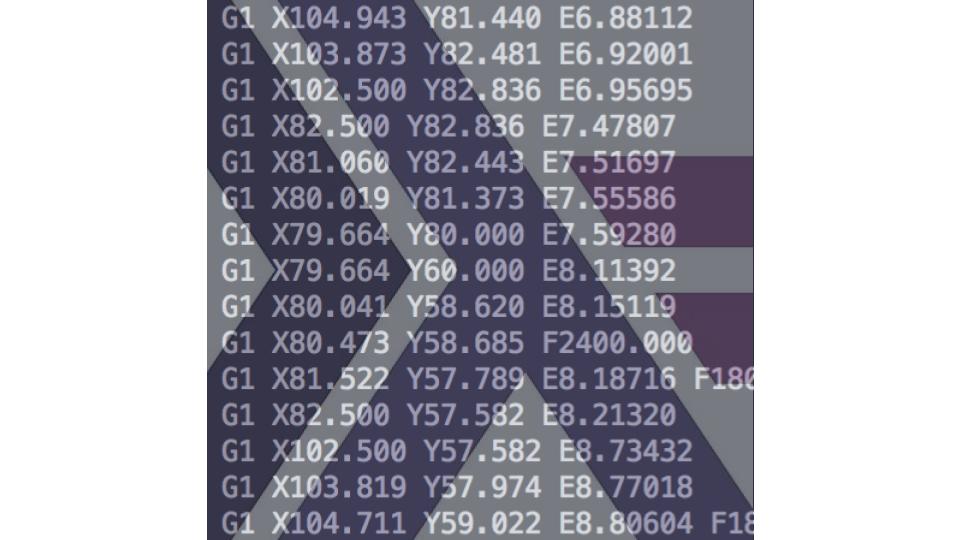 G1 X104.943 Y81.440 E6.88112
G1 X103.873 Y82.481 E6.92001
G1 X102.500 Y82.836 E6.95695
G1 X82.500 Y82.836 E7.47807
G1 X81.060 Y82.443 E7.51697
G1 X80.019 Y81.373 E7.55586
G1 X79.664 Y80.000 E7.59280
G1 X79.664 Y60.000 E8.11392
G1 X80.041 Y58.620 E8.15119
G1 X80.473 Y58.685 F2400.000
G1 X81.522 Y57.789 E8.18716 F180
G1 X82.500 Y57.582 E8.21320
G1 X102.500 Y57.582 E8.73432
G1 X103.819 Y57.974 E8.77018
G1 X104.711 Y59.022 E8.80604 F18